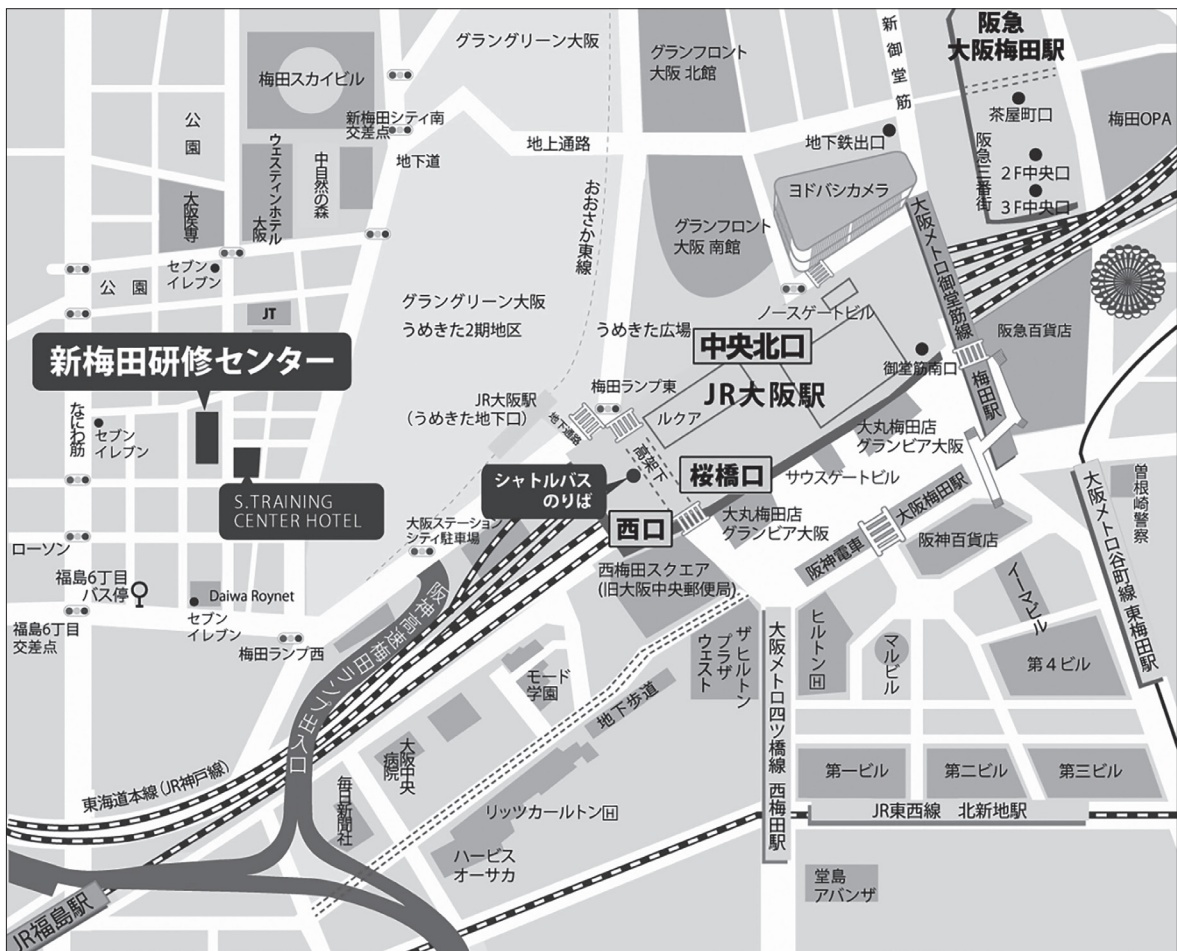 グラングリーン大阪
グランフロント
大阪 北館
新御堂筋
阪急
大阪梅田駅
茶屋町口
梅田OPA
梅田スカイビル
新梅田シティ南
交差点
地下道
地上通路
地下鉄出口
阪急三番街
2F中央口
3F中央口
公園
大阪医専
ウェスティンホテル
大阪
中自然の森
おおさか東線
ヨドバシカメラ
グランフロント
大阪 南館
大阪メトロ御堂筋線
セブン
イレブン
公園
JT
グラングリーン大阪
うめきた2期地区
うめきた広場
ノースゲートビル
阪急百貨店
新梅田研修センター
中央北口
JR大阪駅
御堂筋南口
梅田駅
なにわ筋
セブン
イレブン
JR大阪駅
(うめきた地下口)
梅田ランプ東
地下通路
ルクア
高架下
大丸梅田店
グランビア大阪
シャトルバス
のりば
桜橋口
サウスゲートビル
S.TRAINING
CENTER HOTEL
西口
大丸梅田店
グランビア大阪
大阪梅田駅
阪神電車
阪神百貨店
大阪メトロ谷町線 東梅田駅
曽根崎警察
ローソン
大阪ステーション
シティ駐車場
福島6丁目
バス停
Daiwa Roynet
セブン
イレブン
福島6丁目
交差点
梅田ランプ西
阪神高速梅田ランプ出入口
西梅田スクエア
(旧大阪中央郵便局)
ザヒルトン
プラザ
ウェスト
大阪メトロ四ツ橋線 西梅田駅
ヒルトンH
マルビル
イーマビル
第4ビル
モード
学園
地下歩道
大阪中央
病院
毎日新聞社
東海道本線(JR神戸線)
リッツカールトンH
ハービス
オーサカ
第一ビル
第二ビル
第三ビル
JR東西線 北新地駅
堂島
アバンザ
JR福島駅